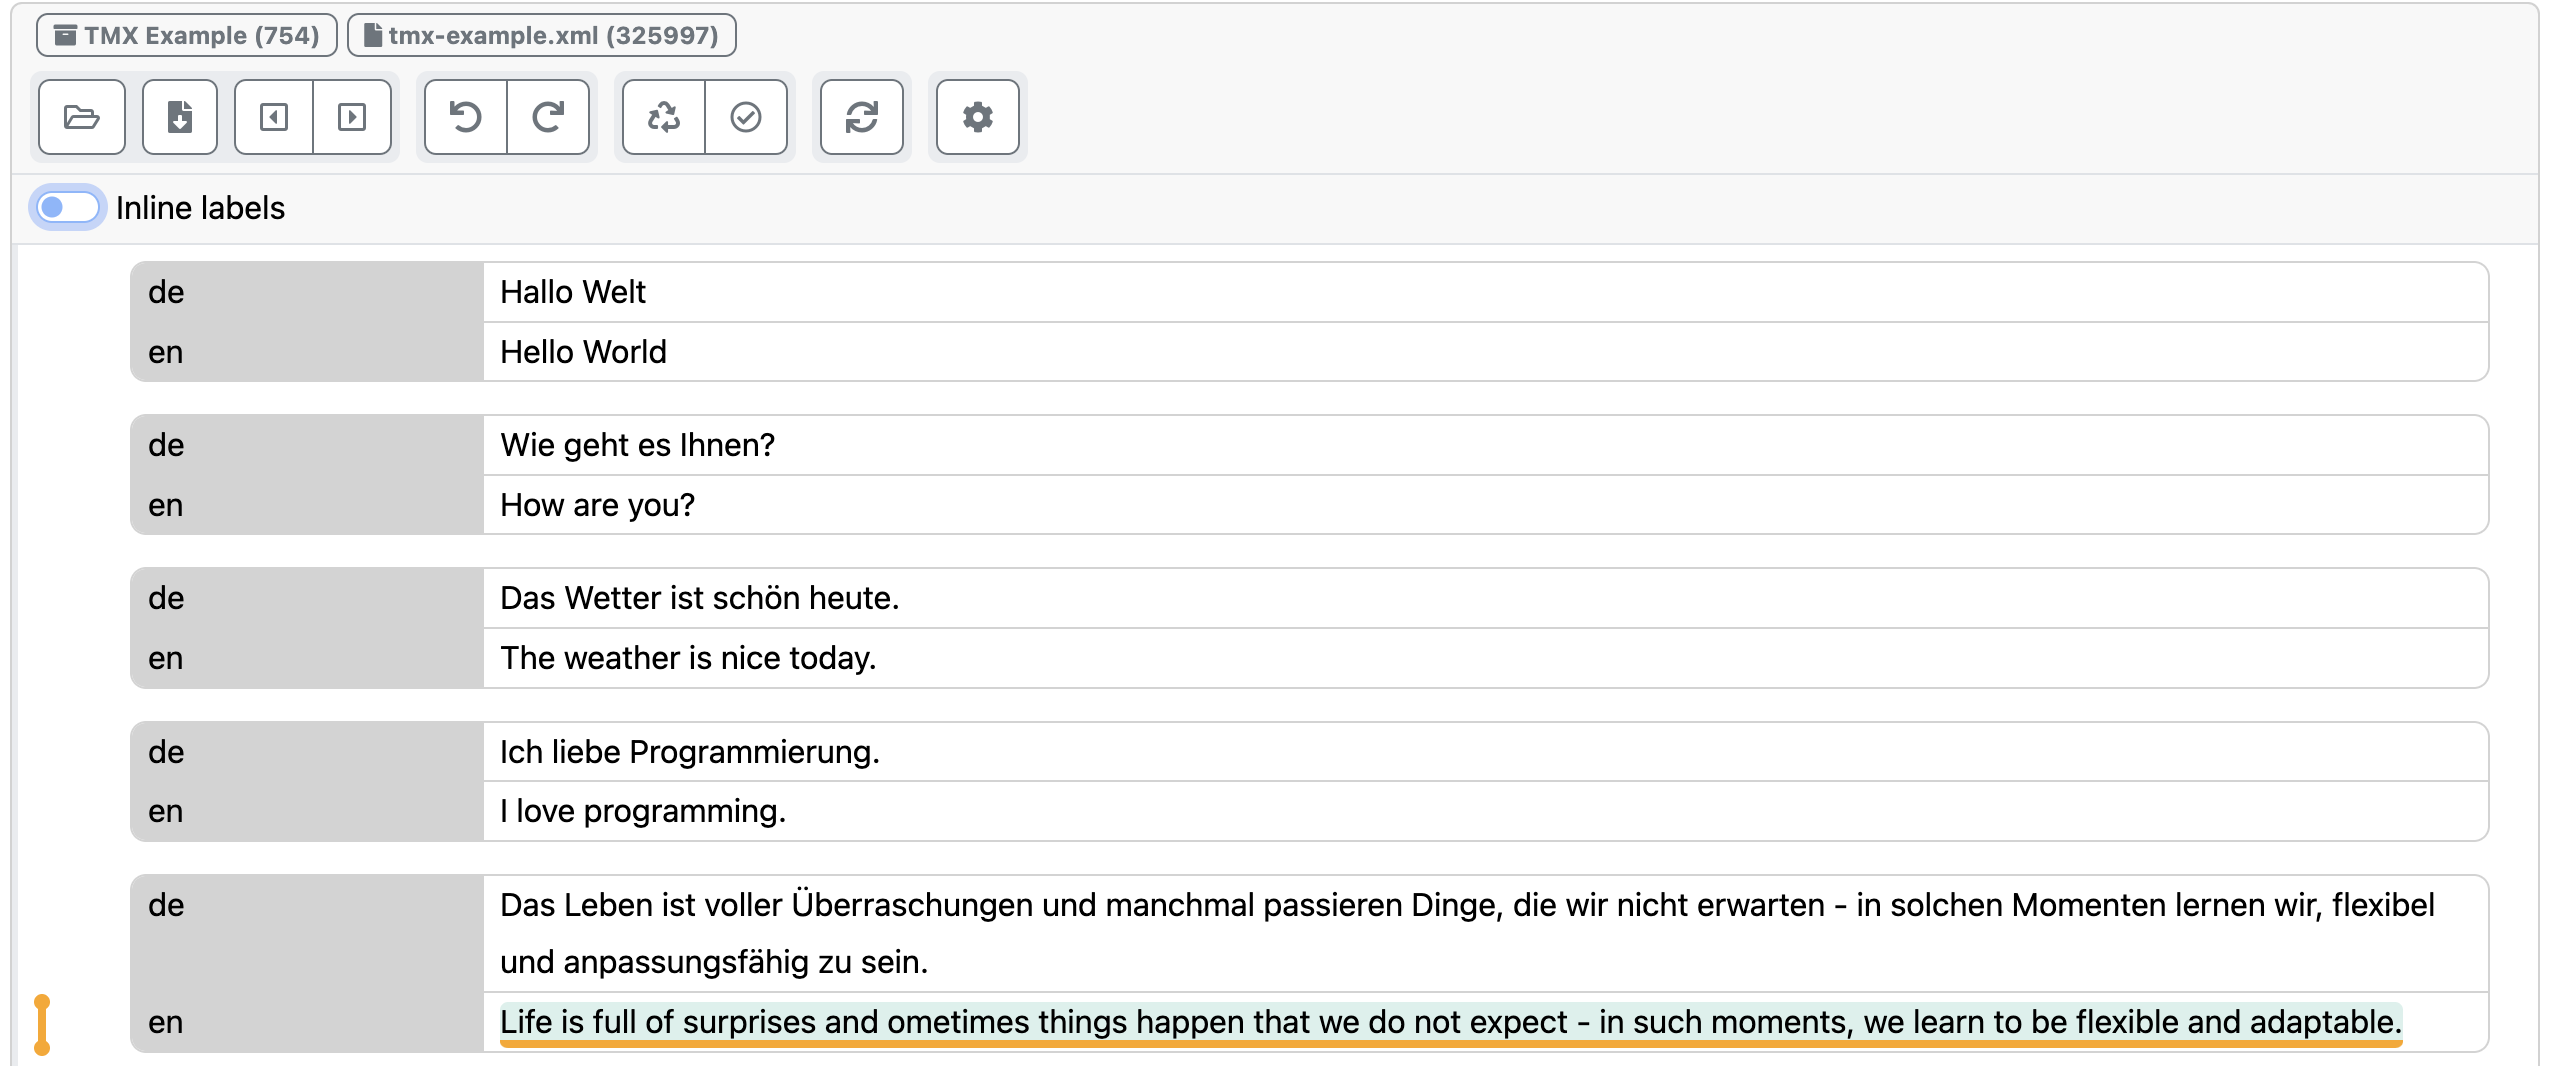 TMX Example (754) tmx-example.xml (325997)
Inline labels
de Hallo Welt
en Hello World
de Wie geht es Ihnen?
en How are you?
de Das Wetter ist schön heute.
en The weather is nice today.
de Ich liebe Programmierung.
en I love programming.
de Das Leben ist voller Überraschungen und manchmal passieren Dinge, die wir nicht erwarten - in solchen Momenten lernen wir, flexibel
und anpassungsfähig zu sein.
en Life is full of surprises and ometimes things happen that we do not expect - in such moments, we learn to be flexible and adaptable.